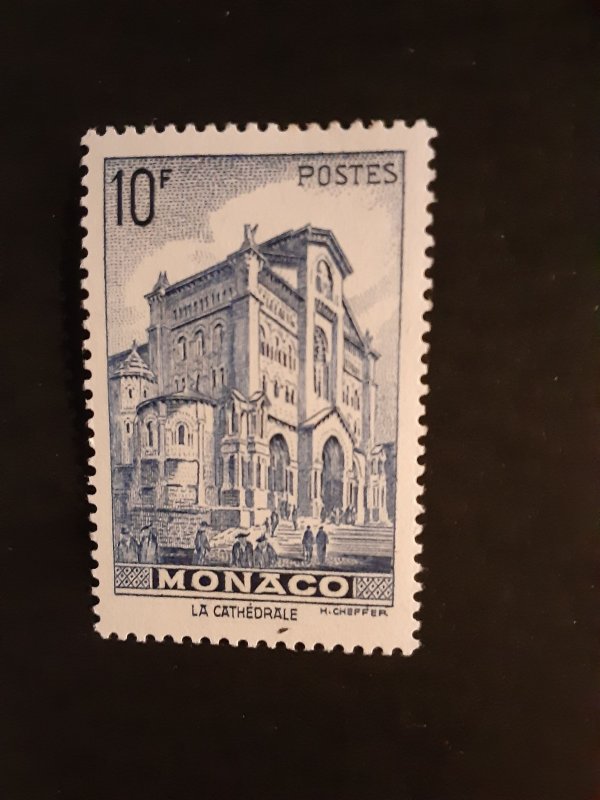 10F POSTES
MONACO
LA CATHÉDRALE H. CHEFFER